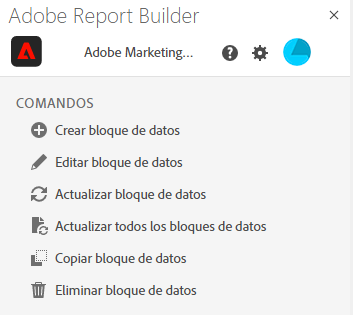 Adobe Report Builder
Adobe Marketing...
COMANDOS
Crear bloque de datos
Editar bloque de datos
Actualizar bloque de datos
Actualizar todos los bloques de datos
Copiar bloque de datos
Eliminar bloque de datos